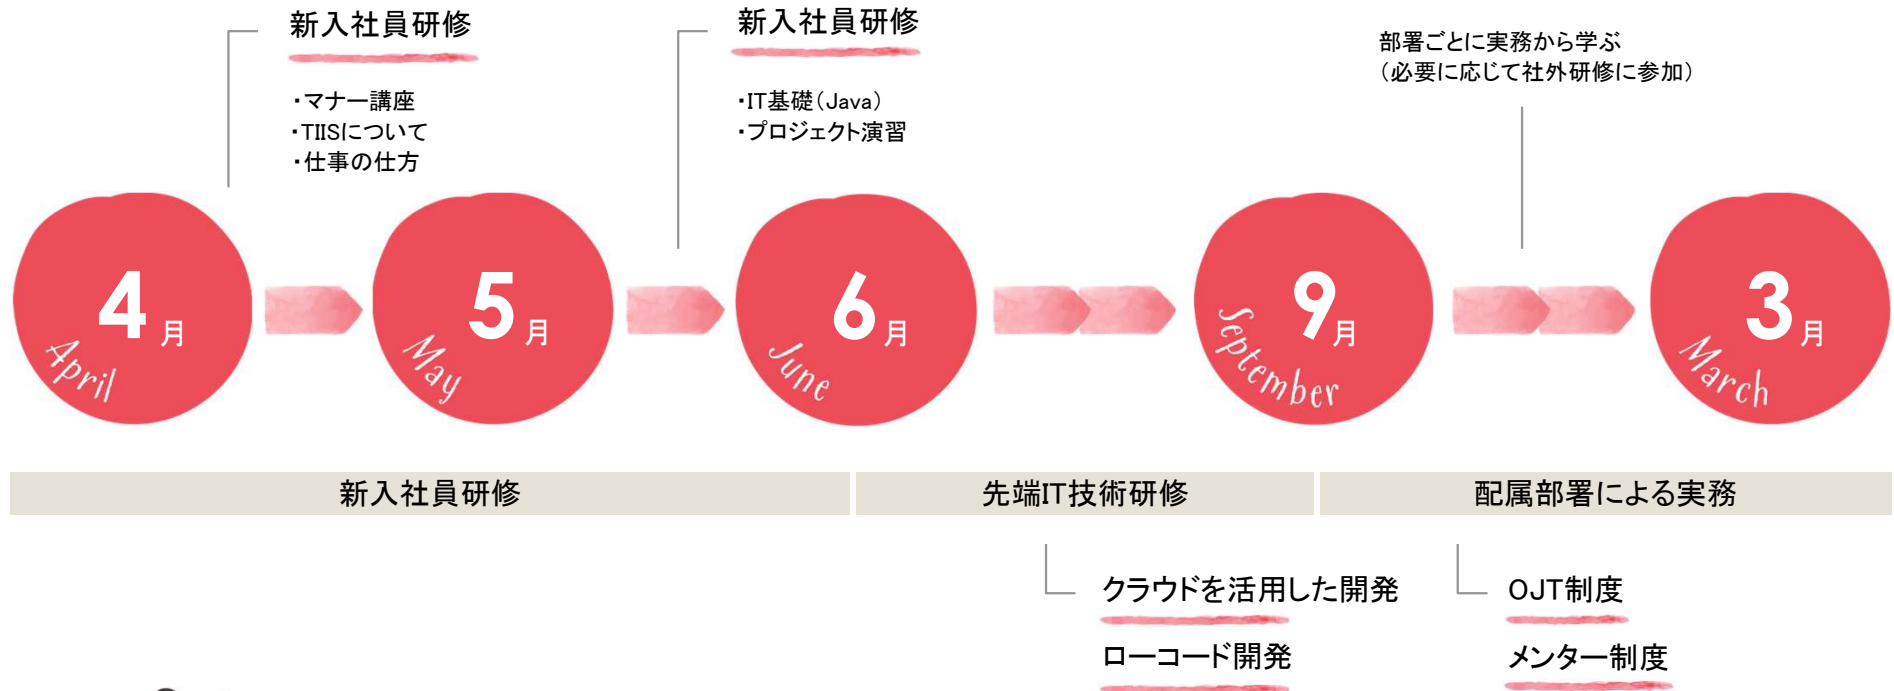 新入社員研修
・マナー講座
・TIISについて
・仕事の仕方
新入社員研修
・IT基礎(Java)
・プロジェクト演習
部署ごとに実務から学ぶ
(必要に応じて社外研修に参加)
4月
April
5月
May
6月
June
9月
September
3月
March
新入社員研修
先端IT技術研修
配属部署による実務
クラウドを活用した開発
ローコード開発
OJT制度
メンター制度